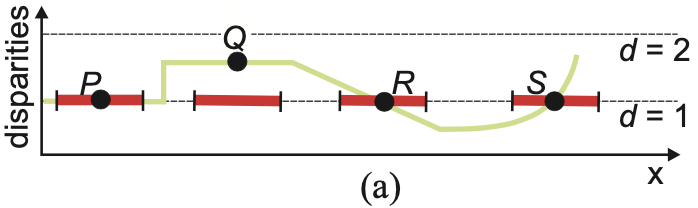 disparities
P
Q
R
S
d = 2
d = 1
x
(a)